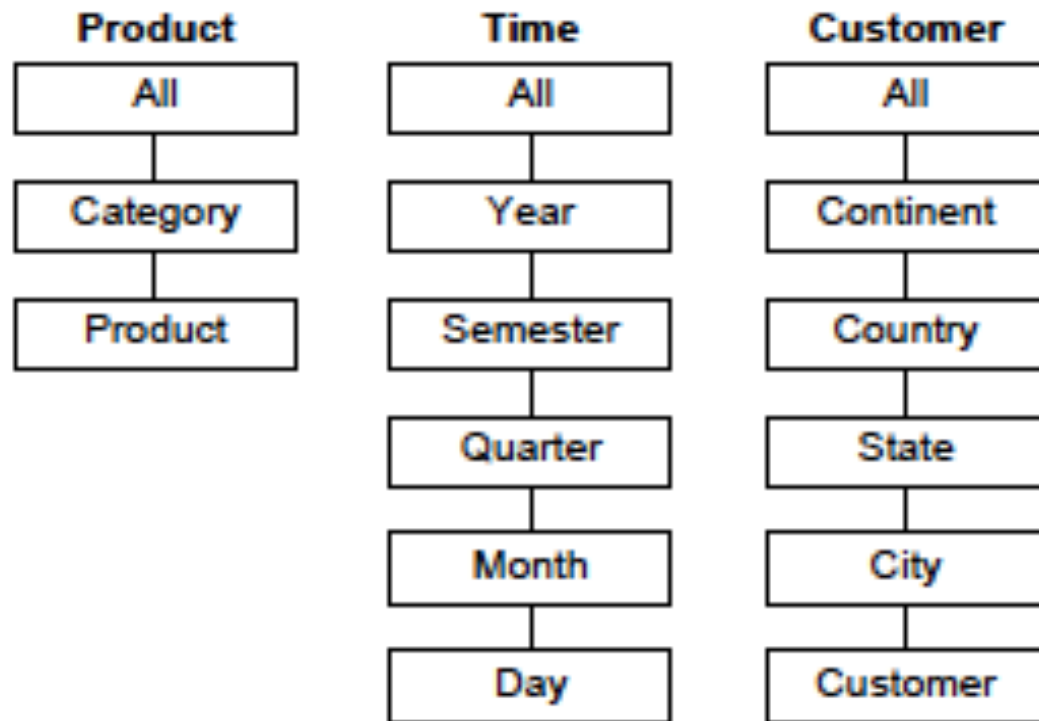 Product
All
Category
Product
Time
All
Year
Semester
Quarter
Month
Day
Customer
All
Continent
Country
State
City
Customer